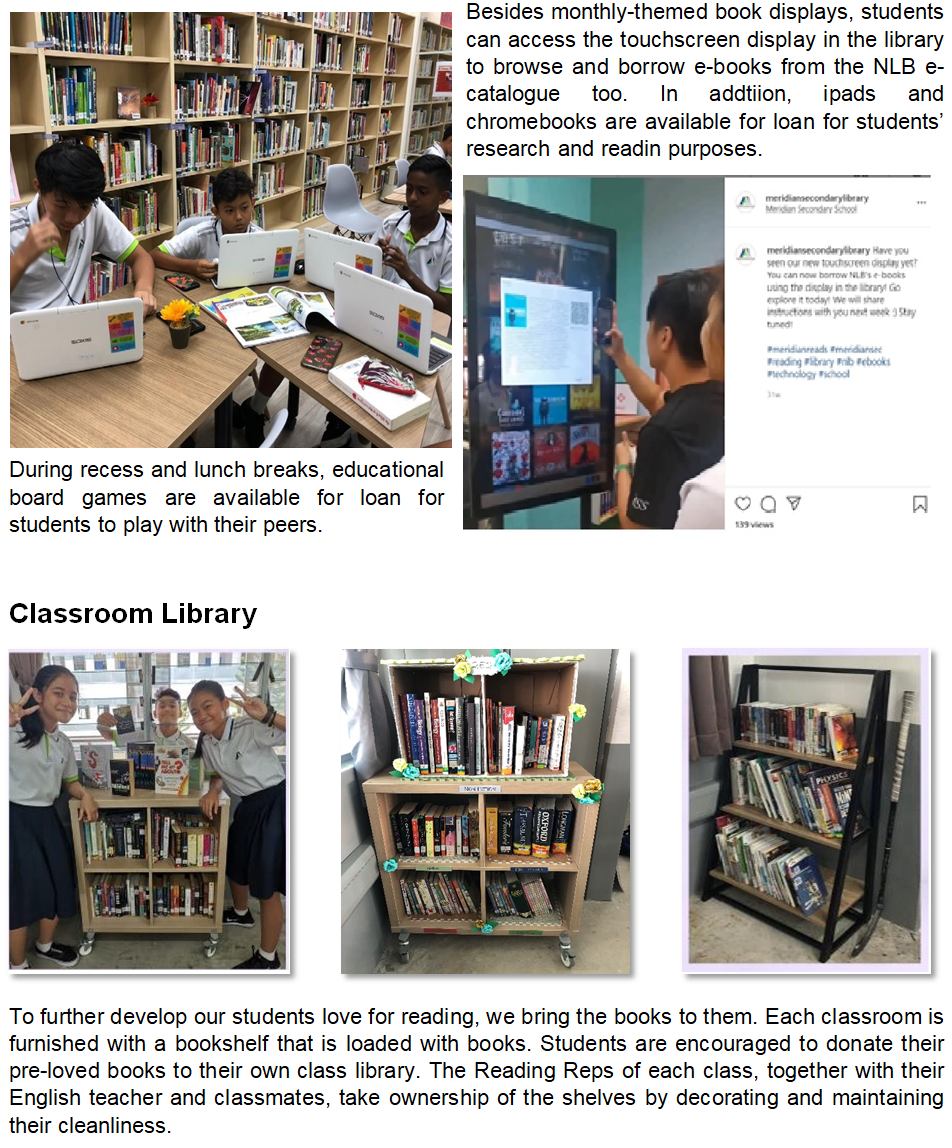 Besides monthly-themed book displays, students
can access the touchscreen display in the library
to browse and borrow e-books from the NLB e-
catalogue too. In addtiion, ipads and
chromebooks are available for loan for students’
research and readin purposes.
meridiansecondarylibrary
Meridian Secondary School
meridiansecondarylibrary Have you
seen our new touchscreen display yet?
You can now borrow NLB's e-books
using the display in the library! Go
explore it today! We will share
instructions with you next week :) Stay
tuned!
#meridianreads #meridiansec
#reading #library #nlb #ebooks
#technology #school
139 views
During recess and lunch breaks, educational
board games are available for loan for
students to play with their peers.
Classroom Library
PHYSICS
OXFORD
LONGMAN
To further develop our students love for reading, we bring the books to them. Each classroom is
furnished with a bookshelf that is loaded with books. Students are encouraged to donate their
pre-loved books to their own class library. The Reading Reps of each class, together with their
English teacher and classmates, take ownership of the shelves by decorating and maintaining
their cleanliness.